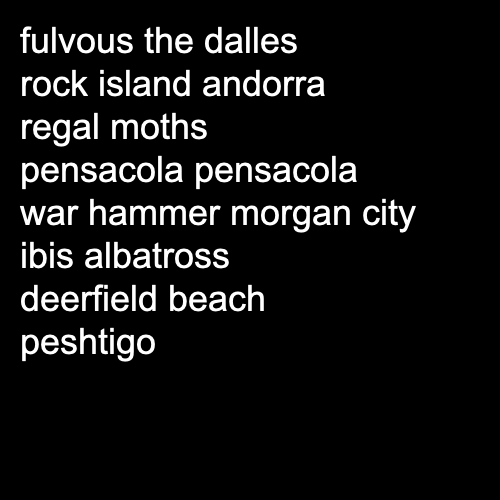 fulvous the dalles
rock island andorra
regal moths
pensacola pensacola
war hammer morgan city
ibis albatross
deerfield beach
peshtigo